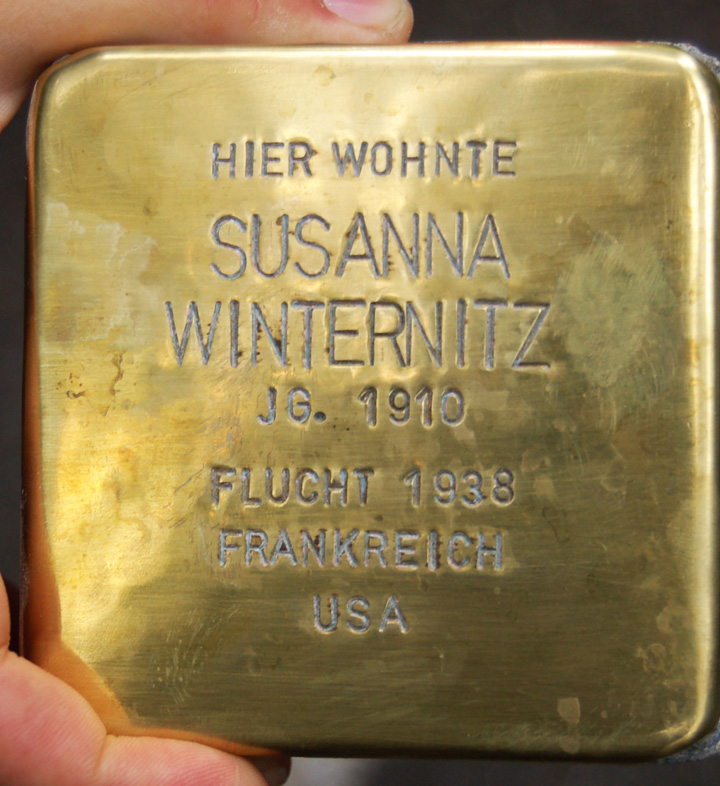 HIER WOHNTE
SUSANNA
WINTERNITZ
JG. 1910
FLUCHT 1938
FRANKREICH
USA